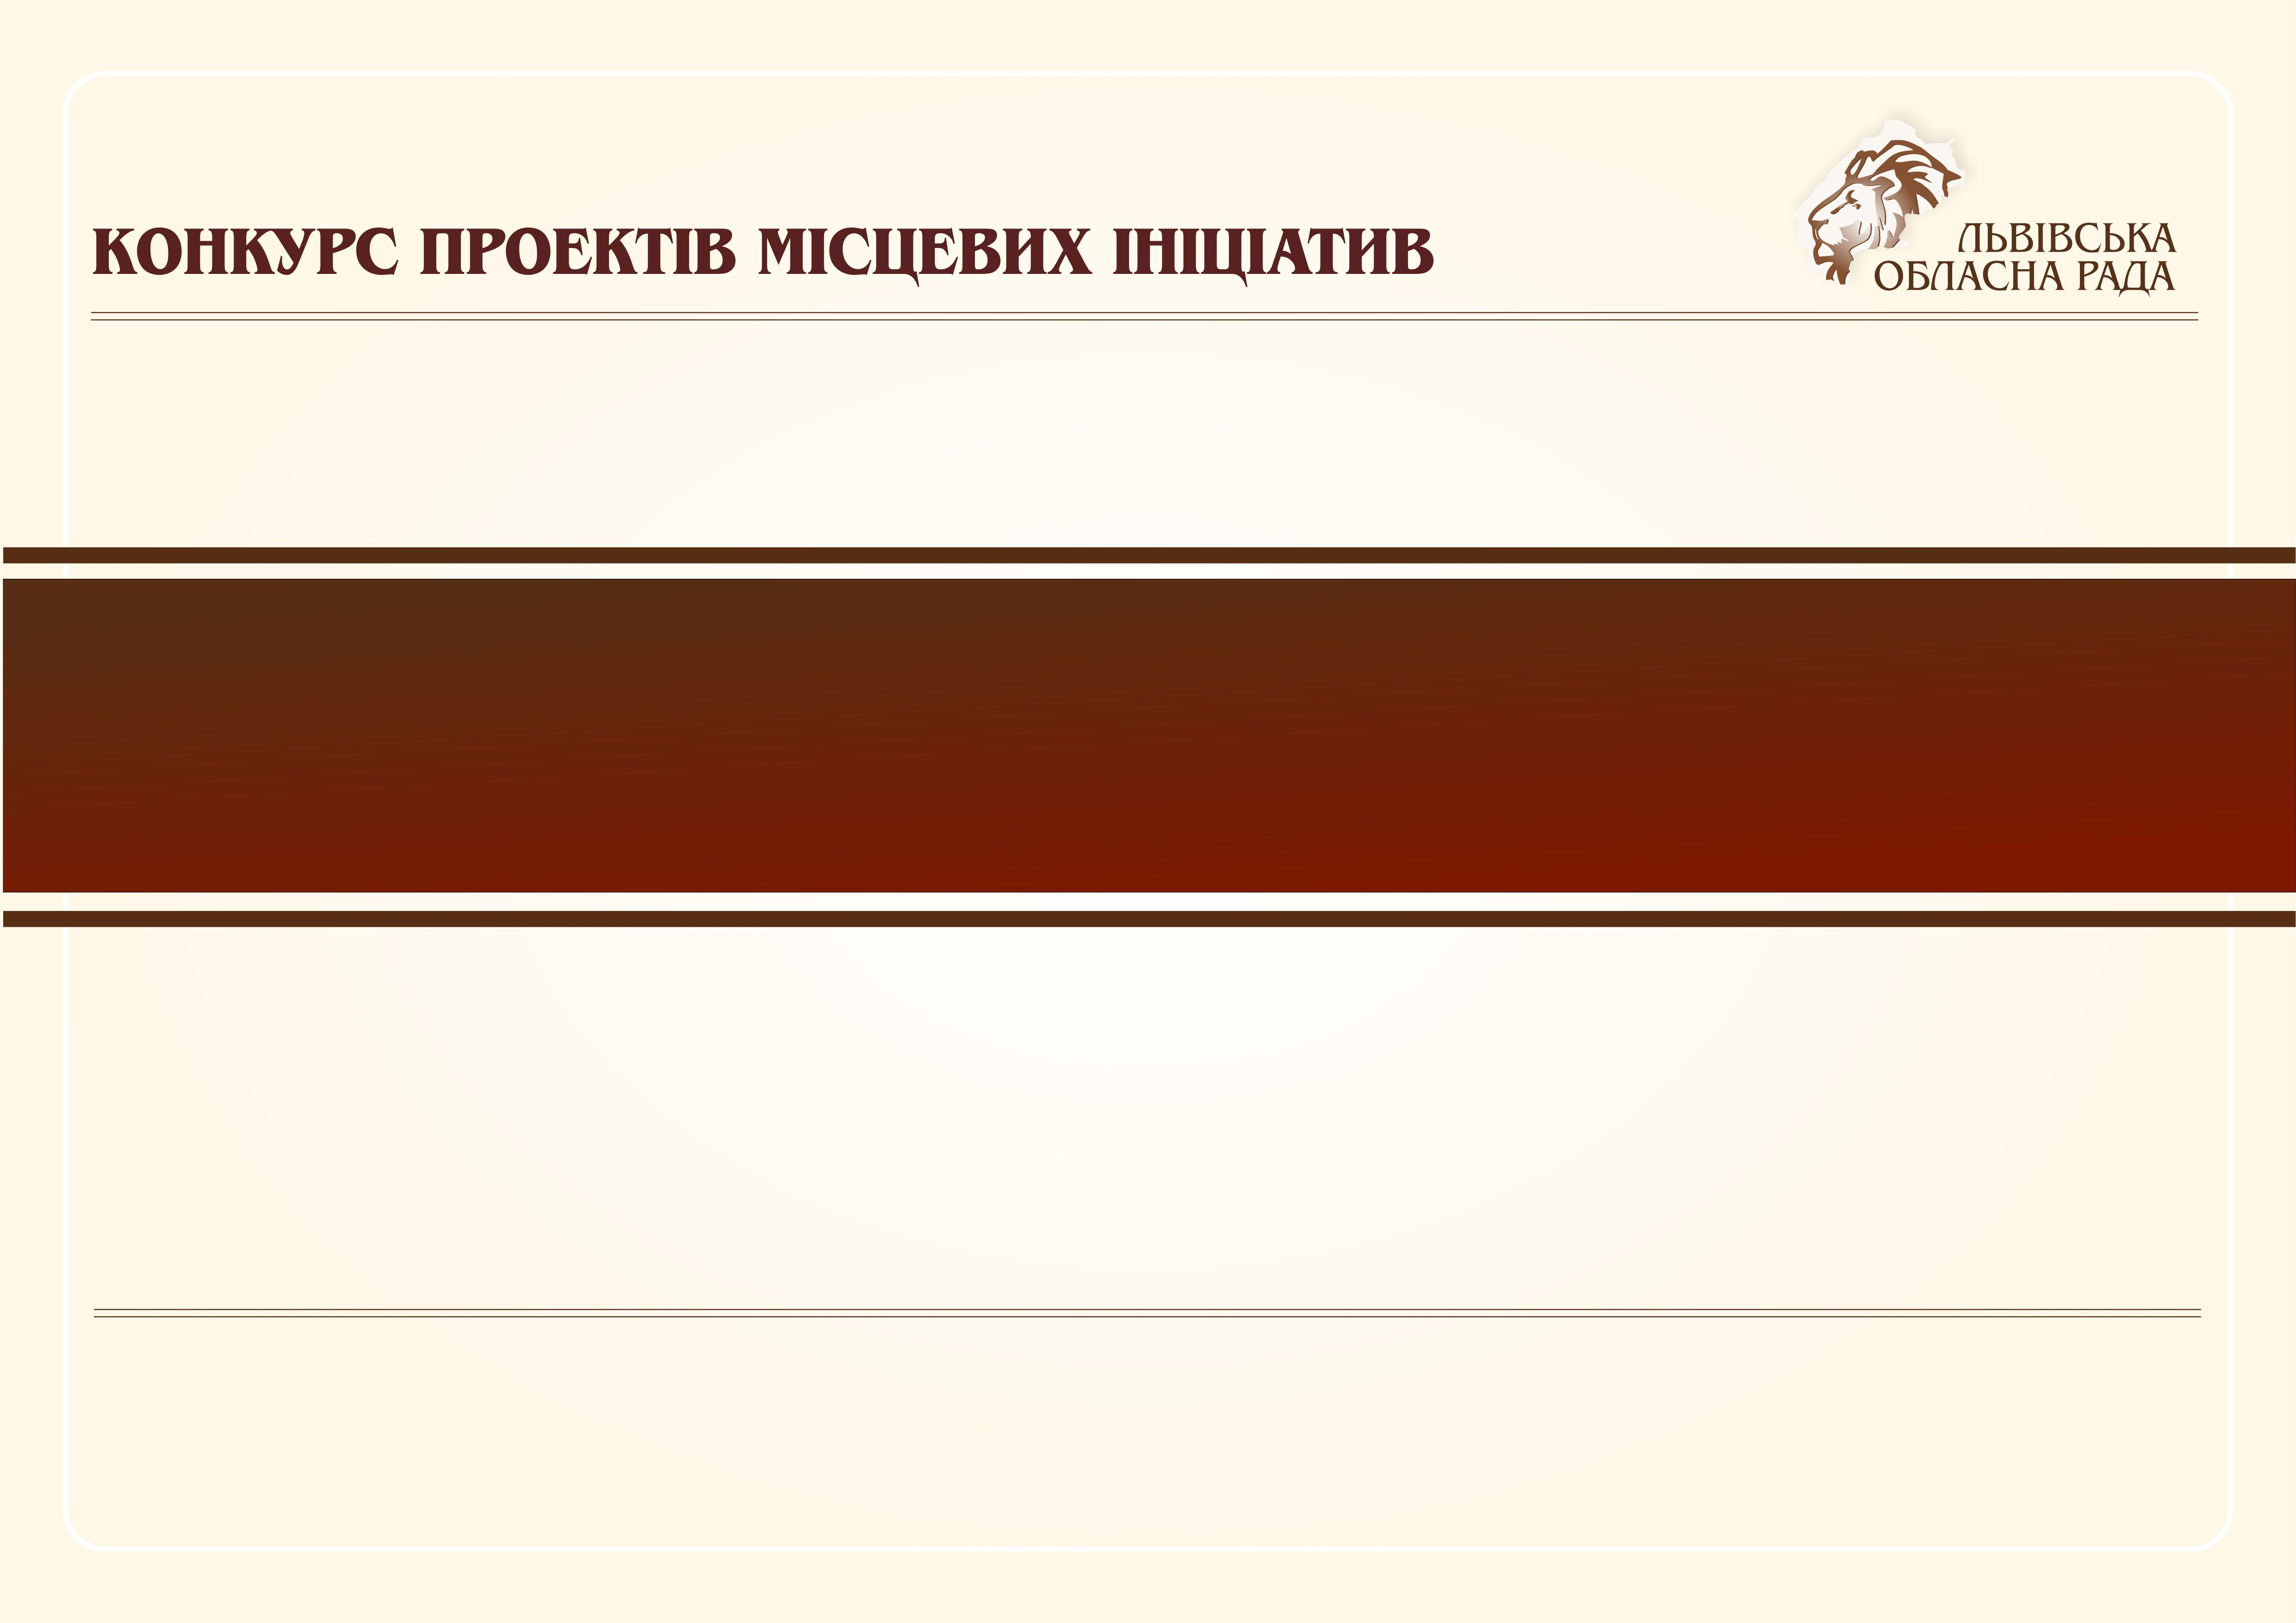 КОНКУРС ПРОЕКТІВ МІСЦЕВИХ ІНІЦІАТИВ
ЛЬВІВСЬКА
ОБЛАСНА РАДА